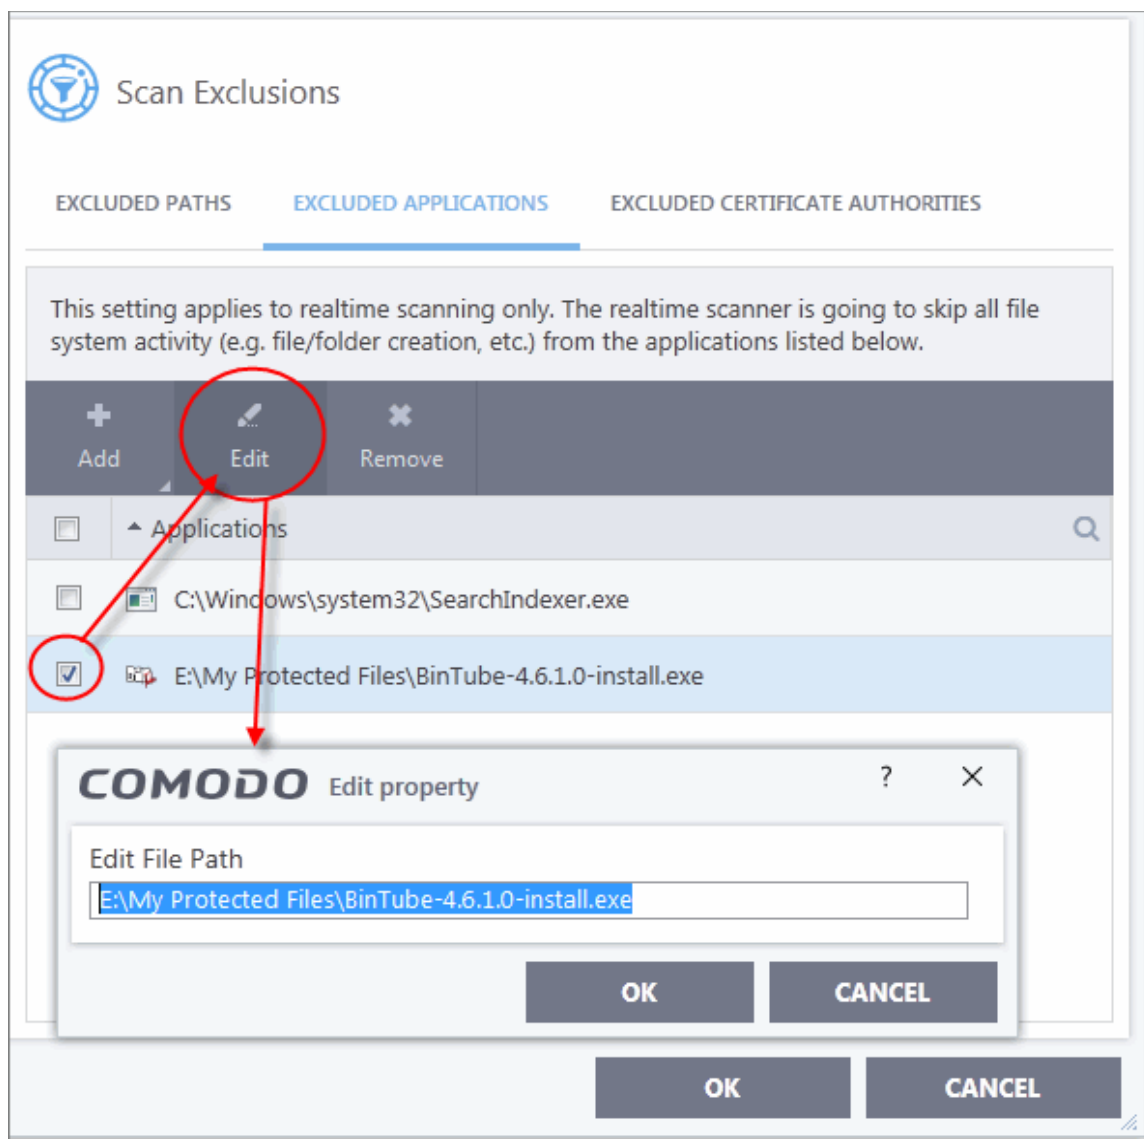 Scan Exclusions
EXCLUDED PATHS EXCLUDED APPLICATIONS EXCLUDED CERTIFICATE AUTHORITIES
This setting applies to realtime scanning only. The realtime scanner is going to skip all file
system activity (e.g. file/folder creation, etc.) from the applications listed below.
Add Edit Remove
Applications
C:\Windows\system32\SearchIndexer.exe
E:\My Protected Files\BinTube-4.6.1.0-install.exe
COMODO Edit property ?
Edit File Path
E:\My Protected Files\BinTube-4.6.1.0-install.exe
OK CANCEL
OK CANCEL